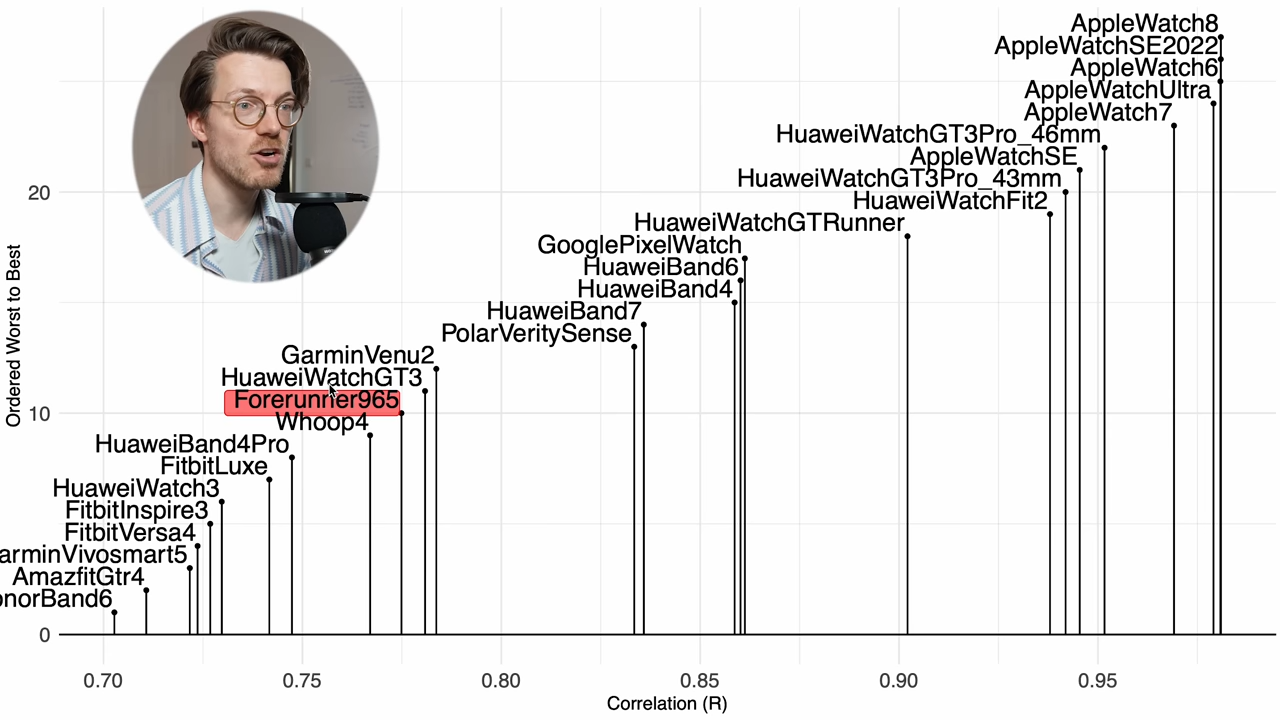 AppleWatch8
AppleWatchSE2022
AppleWatch6
AppleWatchUltra
AppleWatch7
HuaweiWatchGT3Pro_46mm
AppleWatchSE
HuaweiWatchGT3Pro_43mm
HuaweiWatchFit2
HuaweiWatchGTRunner
GooglePixelWatch
HuaweiBand6
HuaweiBand4
HuaweiBand7
PolarVeritySense
GarminVenu2
HuaweiWatchGT3
Forerunner965
Whoop4
HuaweiBand4Pro
FitbitLuxe
HuaweiWatch3
FitbitInspire3
FitbitVersa4
arminVivosmart5
AmazfitGtr4
onorBand6
Ordered Worst to Best
20
10
0
0.70 0.75 0.80 0.85 0.90 0.95
Correlation (R)